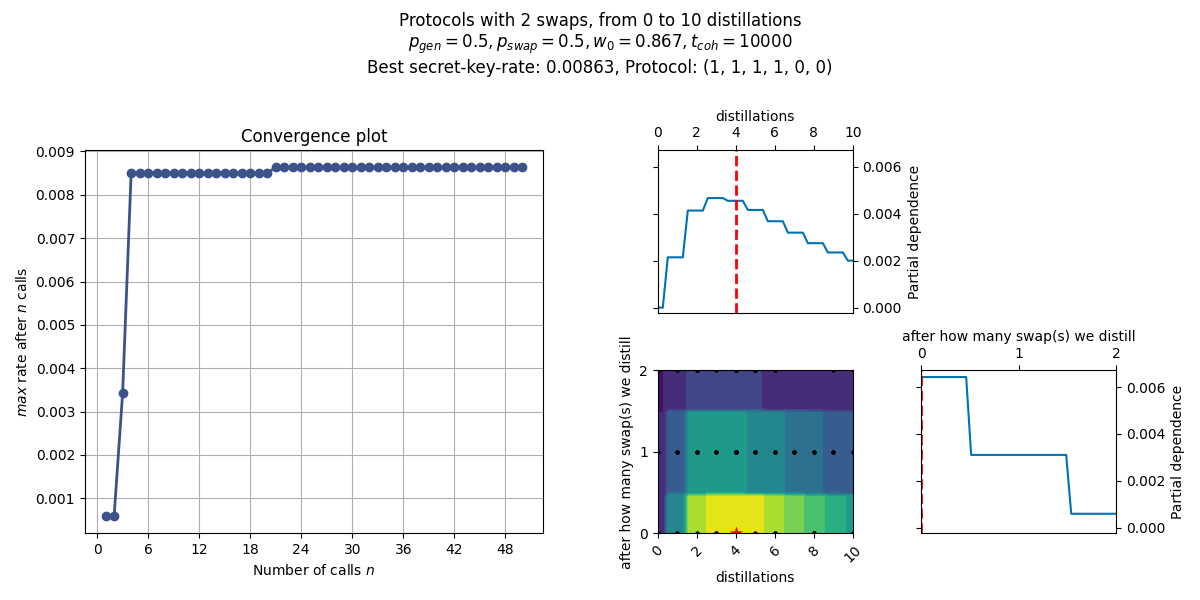 Protocols with 2 swaps, from 0 to 10 distillations
p_gen = 0.5, p_swap = 0.5, w_0 = 0.867, t_coh = 10000
Best secret-key-rate: 0.00863, Protocol: (1, 1, 1, 1, 0, 0)
Convergence plot
max rate after n calls
0.009
0.008
0.007
0.006
0.005
0.004
0.003
0.002
0.001
0 6 12 18 24 30 36 42 48
Number of calls n
distillations
0 2 4 6 8 10
0.006
0.004
0.002
0.000
Partial dependence
after how many swap(s) we distill
2
1
0
0 2 4 6 8 10
distillations
after how many swap(s) we distill
0 1 2
0.006
0.004
0.002
0.000
Partial dependence